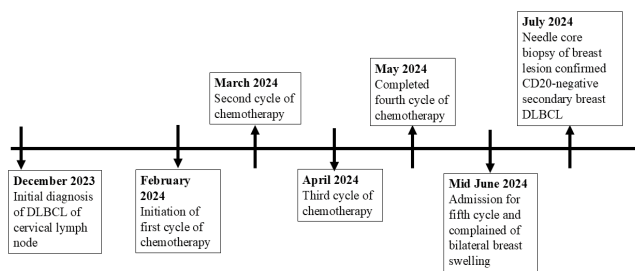 December 2023
Initial diagnosis
of DLBCL of
cervical lymph
node
February
2024
Initiation of
first cycle of
chemotherapy
March 2024
Second cycle of
chemotherapy
April 2024
Third cycle of
chemotherapy
May 2024
Completed
fourth cycle of
chemotherapy
Mid June 2024
Admission for
fifth cycle and
complained of
bilateral breast
swelling
July 2024
Needle core
biopsy of breast
lesion confirmed
CD20-negative
secondary breast
DLBCL